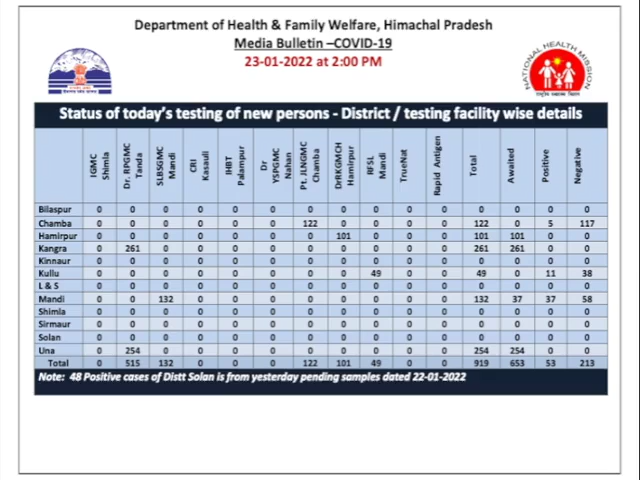 Department of Health & Family Welfare, Himachal Pradesh
Media Bulletin –COVID-19
23-01-2022 at 2:00 PM
NATIONAL HEALTH MISSION
Status of today's testing of new persons - District / testing facility wise details
IGMC Shimla Dr. RPGMC Tanda SLBSGMC Mandi CRI Kasauli IHBT Palampur Dr YSPGMC Nahan Pt. JLNGMC Chamba DrRKGMCH Hamirpur RFSL Mandi TrueNat Rapid Antigen Total Awaited Positive Negative
Bilaspur 0 0 0 0 0 0 0 0 0 0 0 0 0 0 0
Chamba 0 0 0 0 0 0 122 0 0 0 0 122 0 5 117
Hamirpur 0 0 0 0 0 0 0 101 0 0 0 101 101 0 0
Kangra 0 261 0 0 0 0 0 0 0 0 0 261 261 0 0
Kinnaur 0 0 0 0 0 0 0 0 0 0 0 0 0 0 0
Kullu 0 0 0 0 0 0 0 0 49 0 0 49 0 11 38
L & S 0 0 0 0 0 0 0 0 0 0 0 0 0 0 0
Mandi 0 0 132 0 0 0 0 0 0 0 0 132 37 37 58
Shimla 0 0 0 0 0 0 0 0 0 0 0 0 0 0 0
Sirmaur 0 0 0 0 0 0 0 0 0 0 0 0 0 0 0
Solan 0 0 0 0 0 0 0 0 0 0 0 0 0 0 0
Una 0 254 0 0 0 0 0 0 0 0 0 254 254 0 0
Total 0 515 132 0 0 0 122 101 49 0 0 919 653 53 213
Note: 48 Positive cases of Distt Solan is from yesterday pending samples dated 22-01-2022